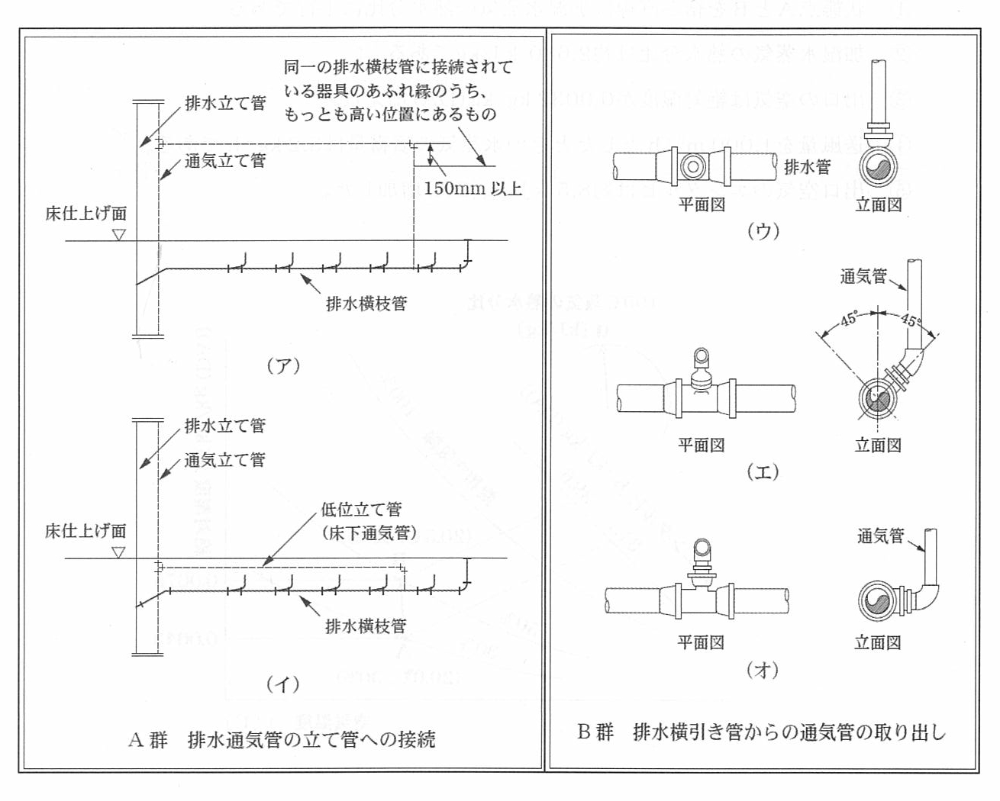 同一の排水横枝管に接続されて
いる器具のあふれ縁のうち、
もっとも高い位置にあるもの
排水立て管
通気立て管
150mm 以上
床仕上げ面
排水横枝管
(ア)
排水立て管
通気立て管
低位立て管
(床下通気管)
床仕上げ面
排水横枝管
(イ)
A 群 排水通気管の立て管への接続
排水管
平面図
立面図
(ウ)
通気管
45°
45°
平面図
立面図
(エ)
通気管
平面図
立面図
(オ)
B 群 排水横引き管からの通気管の取り出し